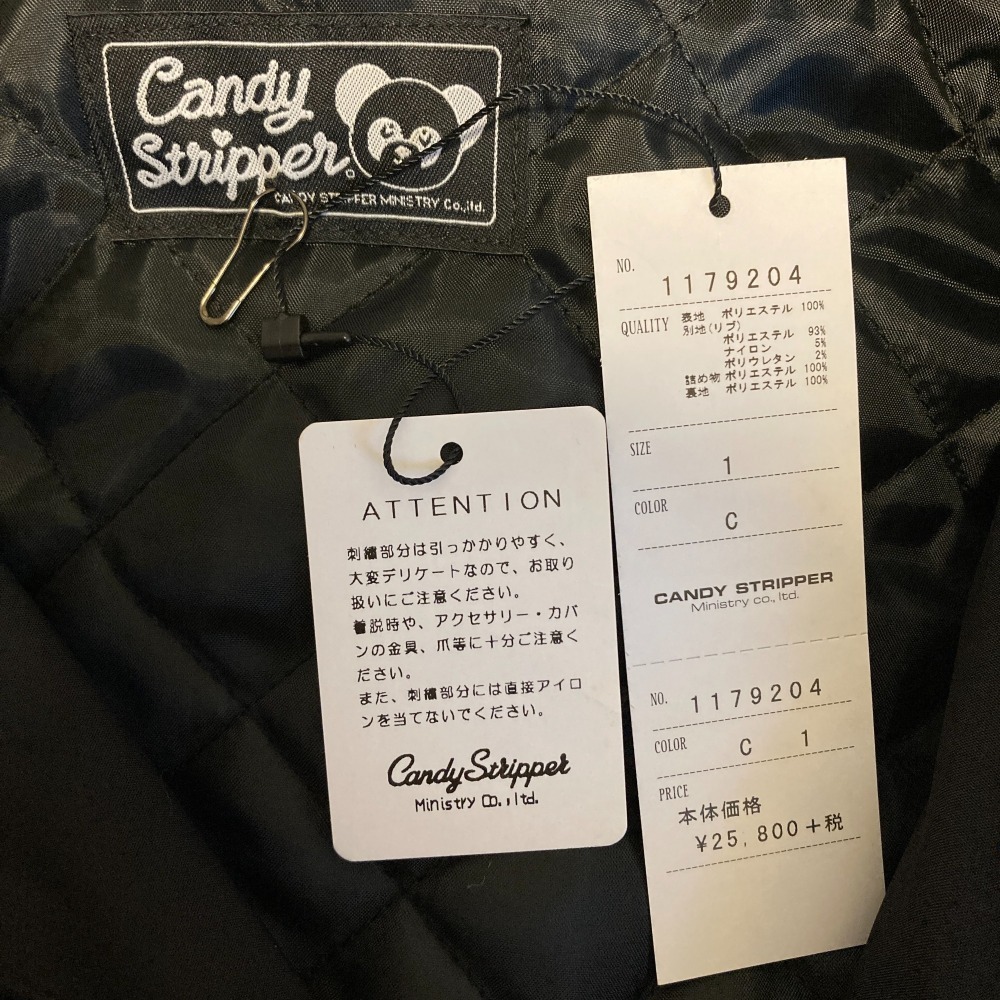 Candy
Stripper®
CANDY STRIPPER MINISTRY Co.,ltd.
ATTENTION
刺繍部分は引っかかりやすく、
大変デリケートなので、お取り
扱いにご注意ください。
着説時や、アクセサリー・カバ
ンの金具、爪等に十分ご注意く
ださい。
また、刺繍部分には直接アイロ
ンを当てないでください。
Candy Stripper
Ministry Co.,ltd.
NO. 1179204
QUALITY 表地 ポリエステル 100%
別地(リブ)
ポリエステル 93%
ナイロン 5%
ポリウレタン 2%
詰め物 ポリエステル 100%
裏地 ポリエステル 100%
SIZE 1
COLOR C
CANDY STRIPPER
Ministry co., ltd.
NO. 1179204
COLOR C 1
PRICE
本体価格
¥25,800+税